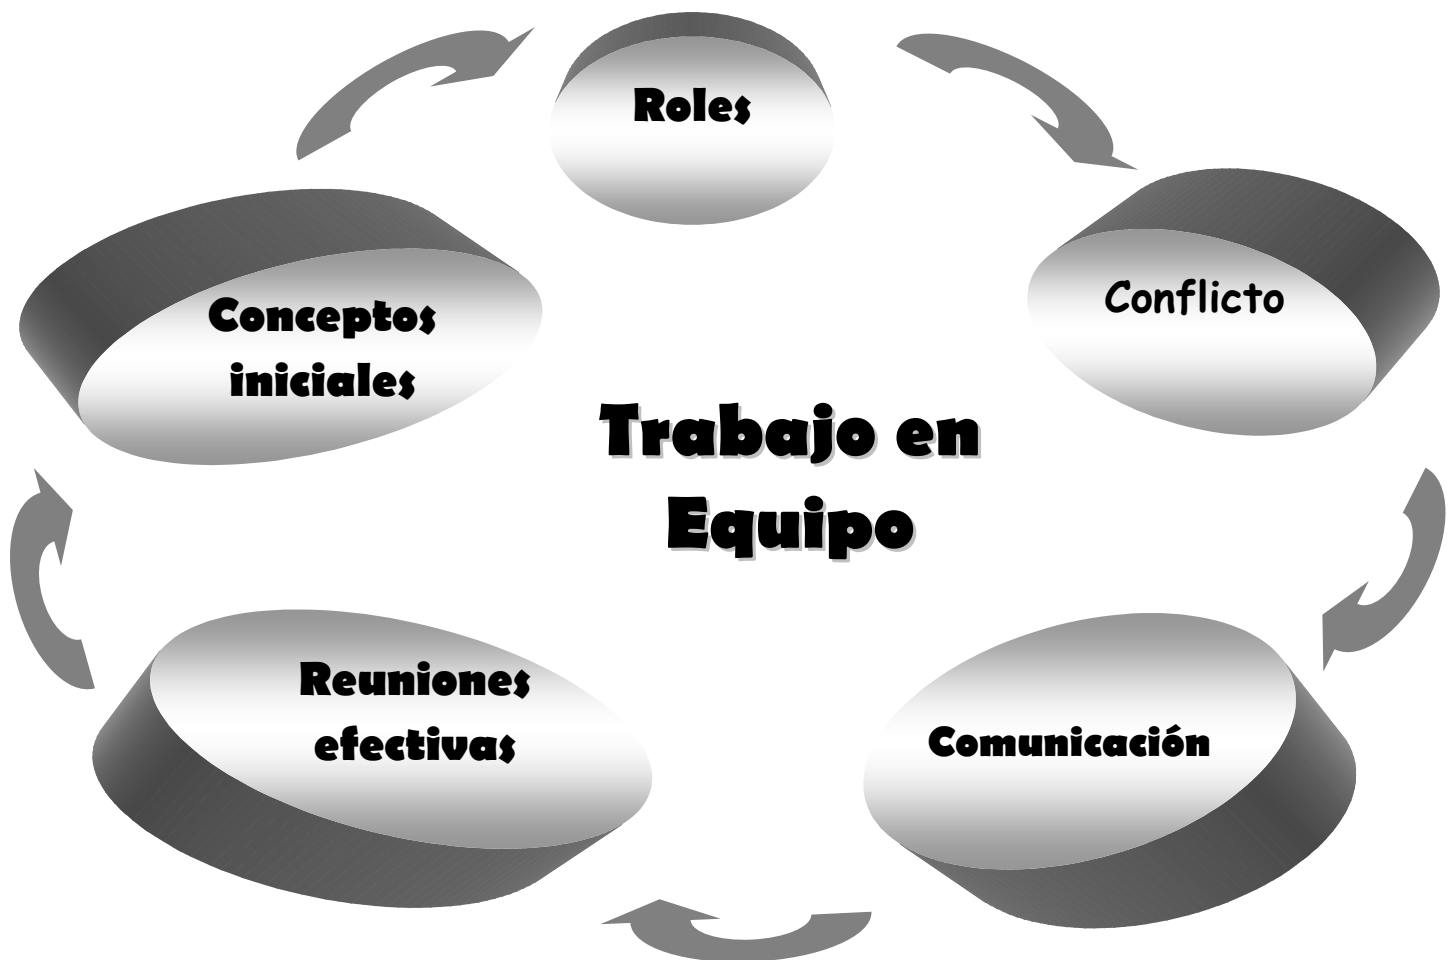 Roles
Conceptos
iniciales
Conflicto
Trabajo en
Equipo
Reuniones
efectivas
Comunicación